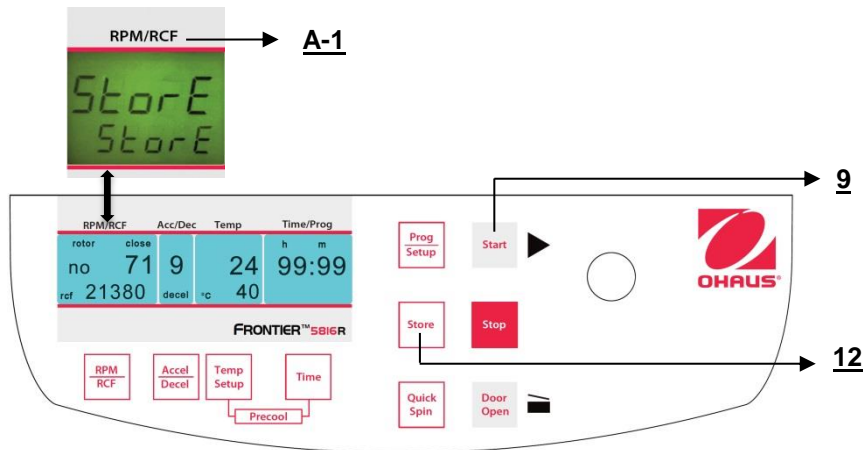 RPM/RCF
A-1
StorE
StorE
9
RPM/RCF Acc/Dec Temp Time/Prog
rotor close h m
no 71 9 24 99:99
rcf 21380 decel °C 40
FRONTIER™ 5816R
RPM
RCF
Accel
Decel
Temp
Setup
Time
Precool
Prog
Setup
Start
Store
Stop
12
Quick
Spin
Door
Open
OHAUS®